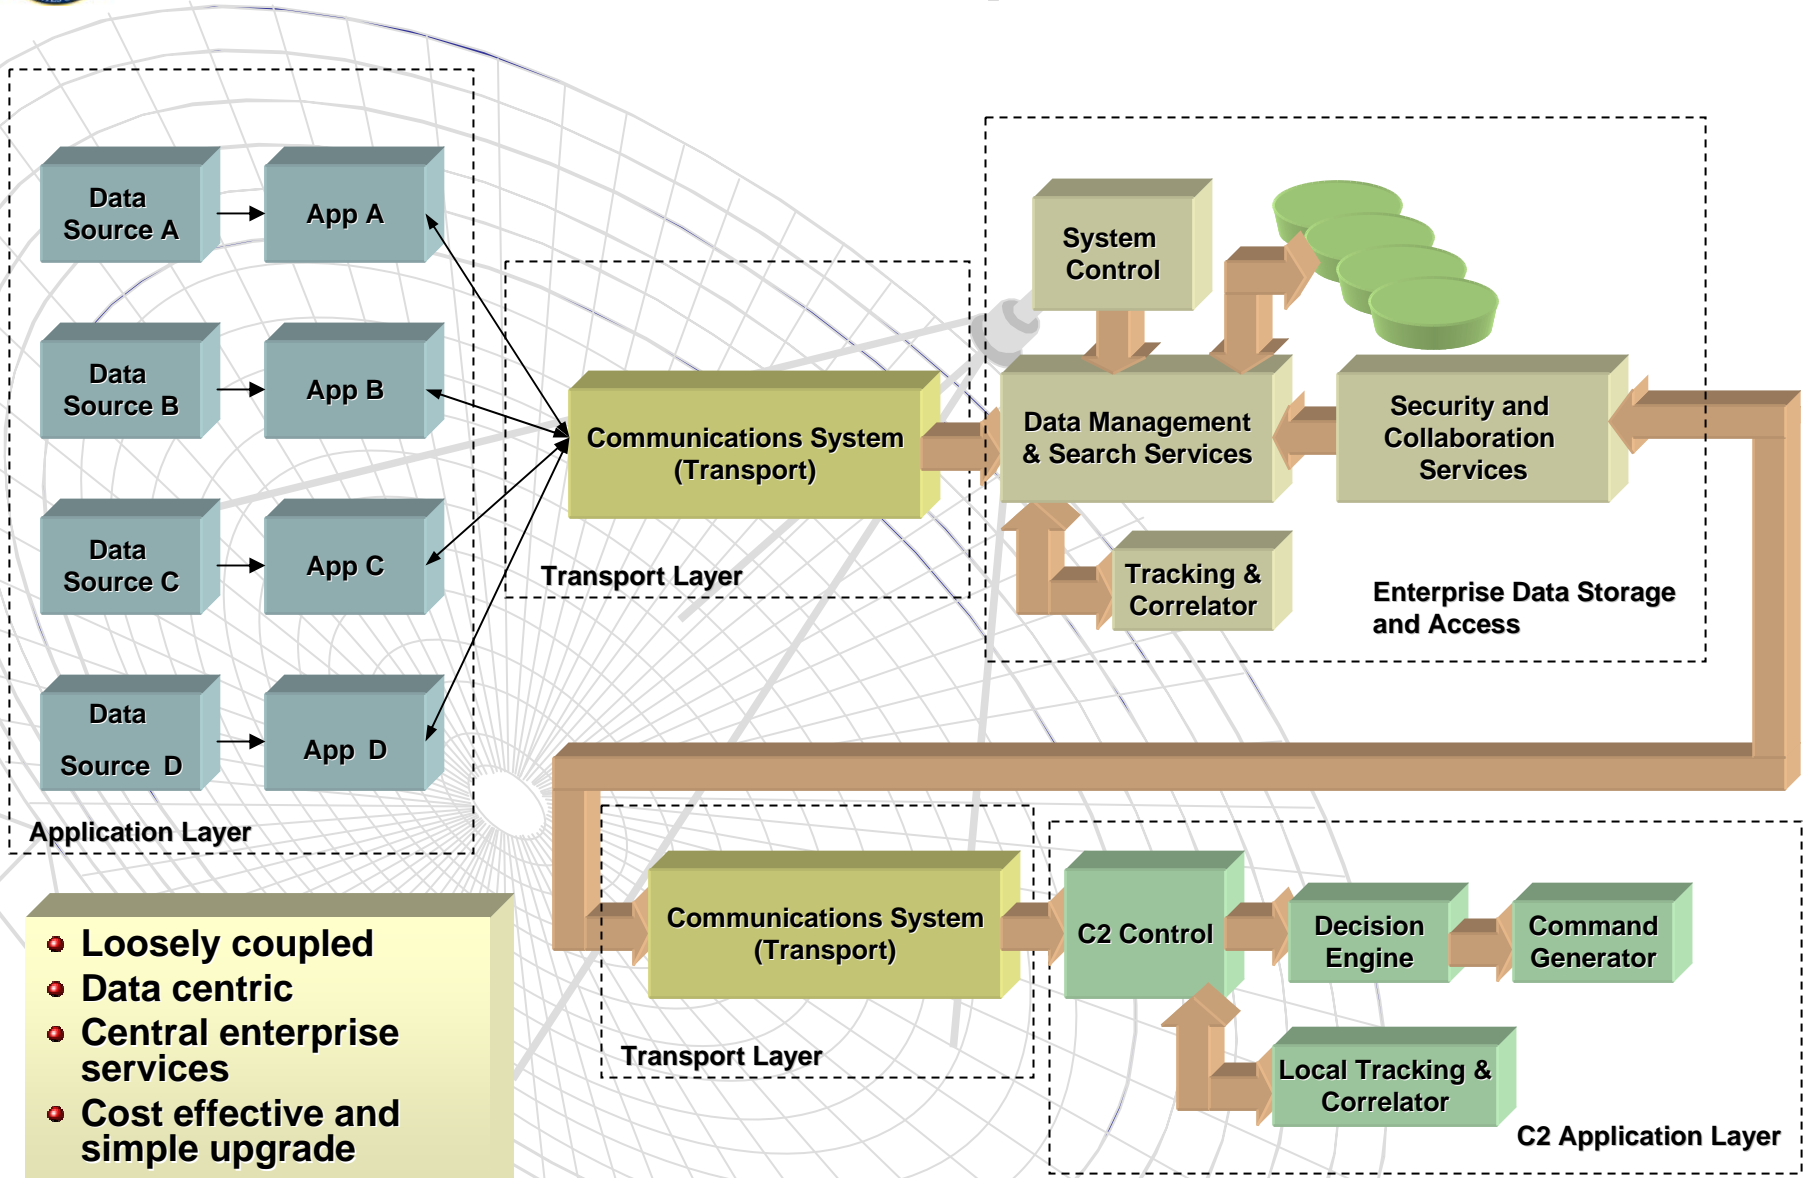 Data
Source A
App A
Data
Source B
App B
Data
Source C
App C
Data
Source D
App D
Application Layer
Communications System
(Transport)
Transport Layer
System
Control
Data Management
& Search Services
Security and
Collaboration
Services
Tracking &
Correlator
Enterprise Data Storage
and Access
Communications System
(Transport)
Transport Layer
C2 Control
Decision
Engine
Command
Generator
Local Tracking &
Correlator
C2 Application Layer
Loosely coupled
Data centric
Central enterprise
services
Cost effective and
simple upgrade